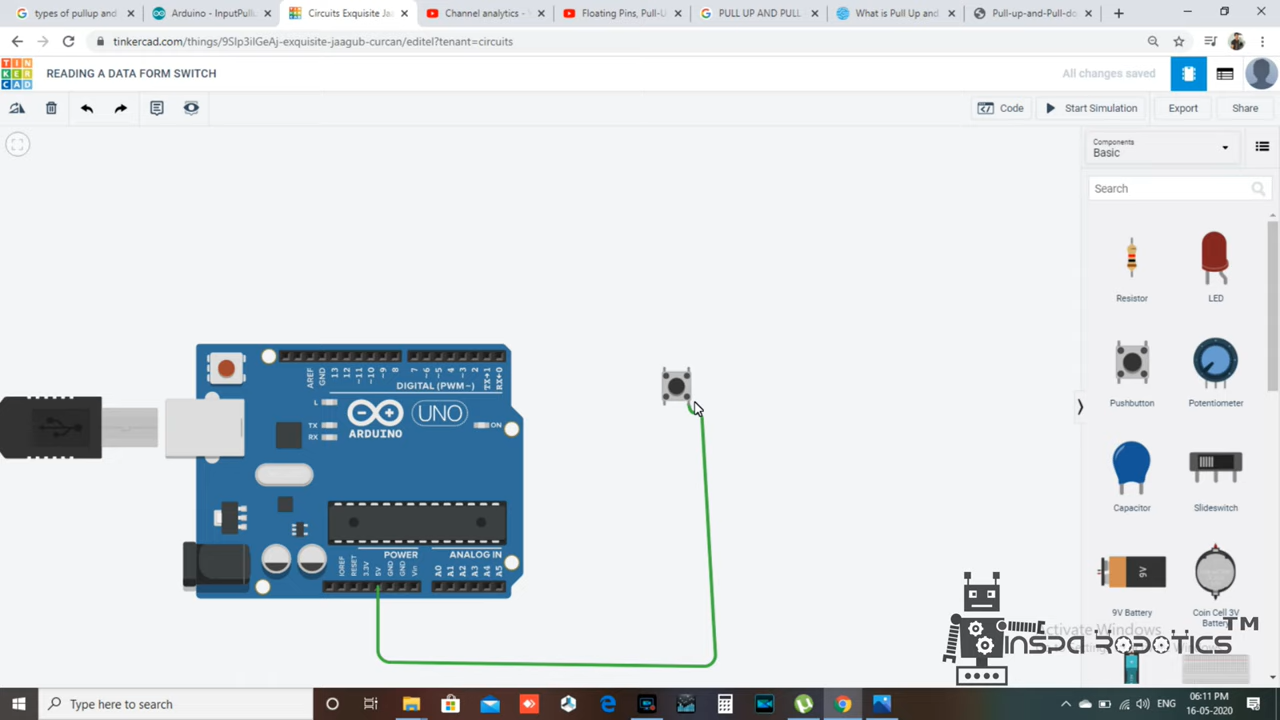 types of pullup and
Arduino - InputPullu
Circuits Exquisite Jaa
Channel analytics - Y
Floating Pins, Pull-U
PULL UP AND PULL
What is Pull Up and
Pull-up-and-Pull-do
tinkercad.com/things/9SIp3ilGeAj-exquisite-jaagub-curcan/editel?tenant=circuits
TIN
KER
CAD
READING A DATA FORM SWITCH
All changes saved
Code
Start Simulation
Export
Share
Components
Basic
Search
Resistor
LED
Pushbutton
Potentiometer
Capacitor
Slideswitch
9V
9V Battery
Coin Cell 3V
Battery
AREF
GND
13
12
~11
~10
~9
8
7
~6
~5
4
~3
2
TX→1
RX←0
DIGITAL (PWM~)
L
TX
RX
ARDUINO
UNO
ON
POWER
ANALOG IN
IOREF
RESET
3.3V
5V
GND
GND
Vin
A0
A1
A2
A3
A4
A5
Activate Windows
INSPA ROBOTICS™
Type here to search
ENG
06:11 PM
16-05-2020